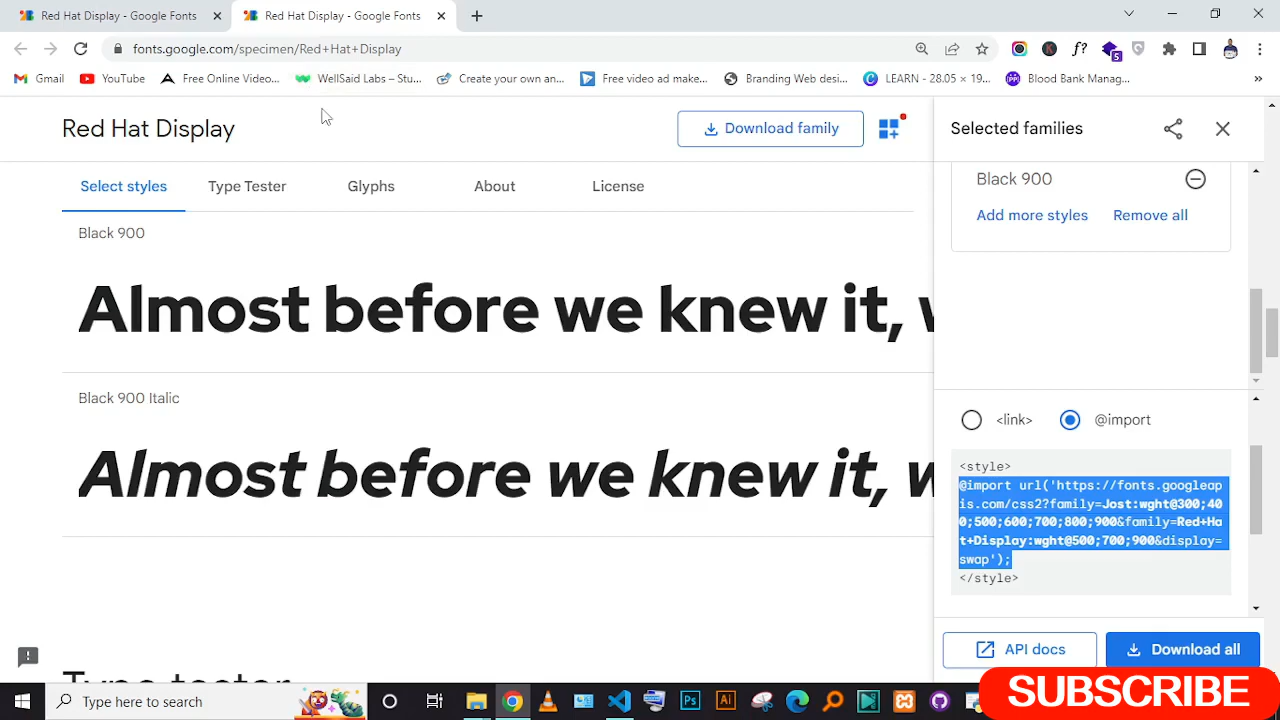 Red Hat Display - Google Fonts
Red Hat Display - Google Fonts
fonts.google.com/specimen/Red+Hat+Display
5
Gmail
YouTube
Free Online Video...
WellSaid Labs – Stu...
Create your own an...
Free video ad make...
Branding Web desi...
LEARN - 28.05 × 19...
Blood Bank Manag...
»
Red Hat Display
Download family
Selected families
Select styles
Type Tester
Glyphs
About
License
Black 900
Add more styles
Remove all
Black 900
Almost before we knew it, w
Black 900 Italic
Almost before we knew it, w
<link>
@import
<style>
@import url('https://fonts.googleap
is.com/css2?family=Jost:wght@300;40
0;500;600;700;800;900&family=Red+Ha
t+Display:wght@500;700;900&display=
swap');
</style>
Type tester
API docs
Download all
Type here to search
Ps
Ai
SUBSCRIBE